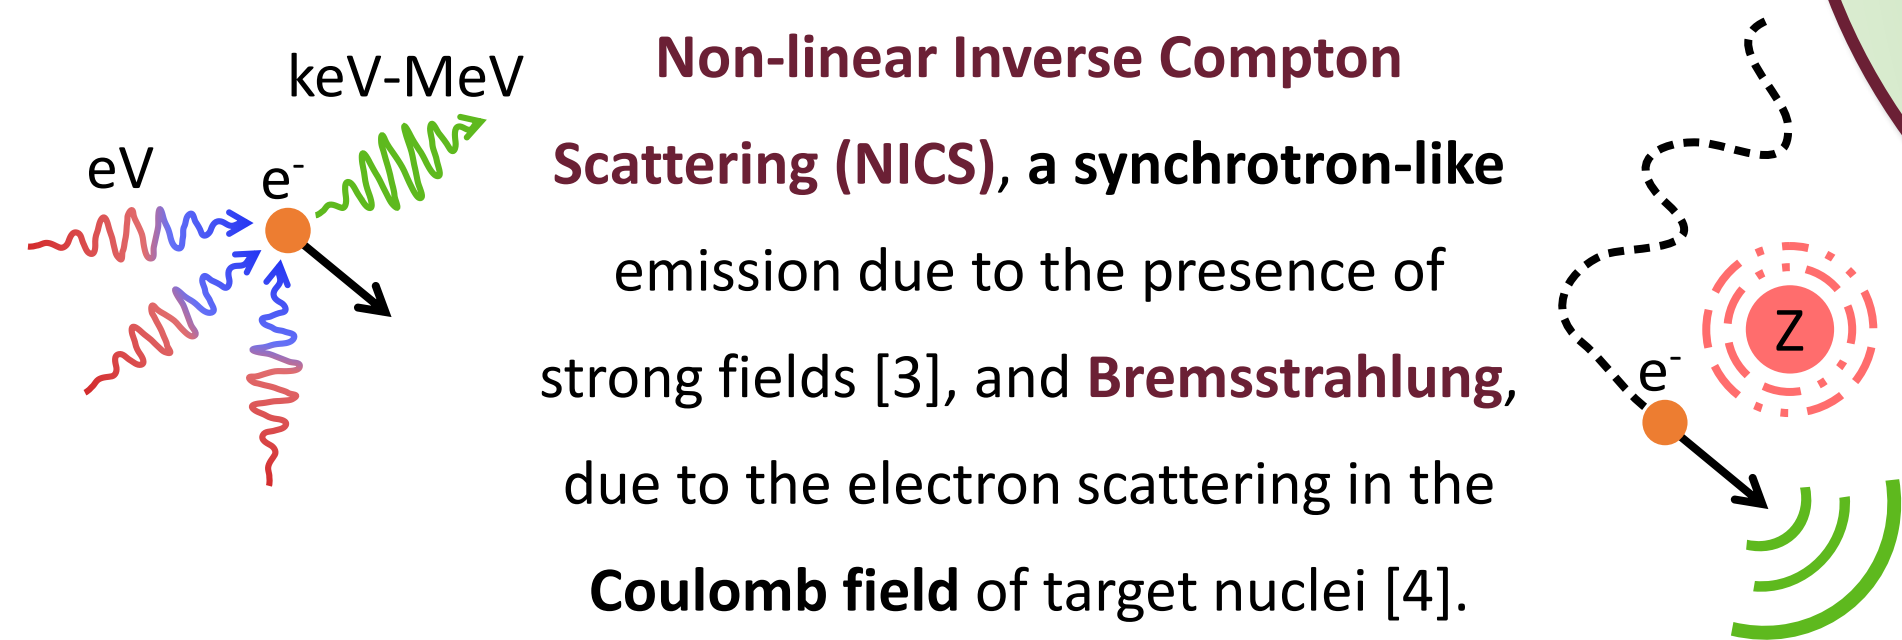 keV-MeV
eV
e⁻
Non-linear Inverse Compton
Scattering (NICS), a synchrotron-like
emission due to the presence of
strong fields [3], and Bremsstrahlung,
due to the electron scattering in the
Coulomb field of target nuclei [4].
Z
e⁻